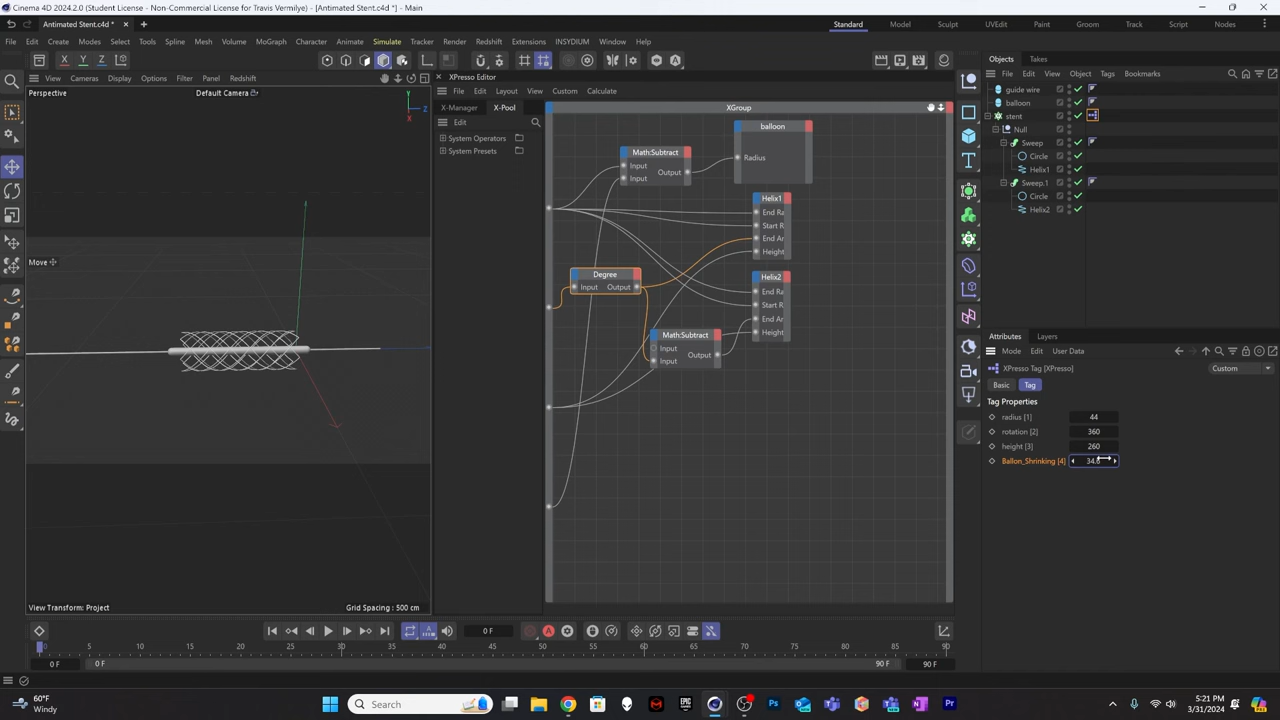 Cinema 4D 2024.2.0 (Student License - Non-Commercial License for Travis Vermilye) - [Antimated Stent.c4d *] - Main
Antimated Stent.c4d *
Standard Model Sculpt UVEdit Paint Groom Track Script Nodes
File Edit Create Modes Select Tools Spline Mesh Volume MoGraph Character Animate Simulate Tracker Render Redshift Extensions INSYDIUM Window Help
X Y Z
View Cameras Display Options Filter Panel Redshift
XPresso Editor
Objects Takes
File Edit View Object Tags Bookmarks
Perspective
Default Camera
Y
Z
X
File Edit Layout View Custom Calculate
X-Manager X-Pool
Edit
System Operators
System Presets
XGroup
balloon
Radius
Math:Subtract
Input
Output
Input
Helix1
End Ra
Start R
End Ar
Height
Degree
Input Output
Helix2
End Ra
Start R
End Ar
Height
Math:Subtract
Input
Output
Input
guide wire
balloon
stent
Null
Sweep
Circle
Helix1
Sweep.1
Circle
Helix2
Move
Attributes Layers
Mode Edit User Data
XPresso Tag [XPresso]
Custom
Basic Tag
Tag Properties
radius [1] 44
rotation [2] 360
height [3] 260
Ballon_Shrinking [4]
View Transform: Project
Grid Spacing : 500 cm
0 F
0 5 10 15 20 25 30 35 40 45 50 55 60 65 70 75 80 85 90
0 F 0 F 90 F 90 F
60°F
Haze
Search
5:21 PM
3/31/2024